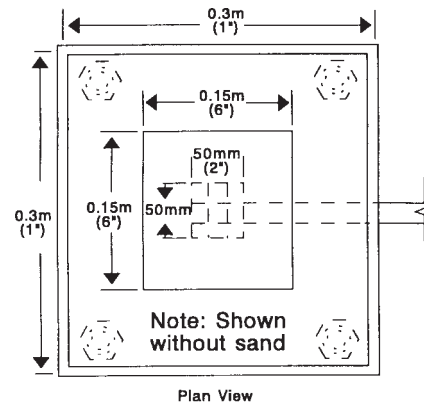 0.3m
(1")
0.15m
(6")
50mm
(2")
0.3m
(1")
0.15m
(6")
50mm
Note: Shown
without sand
Plan View